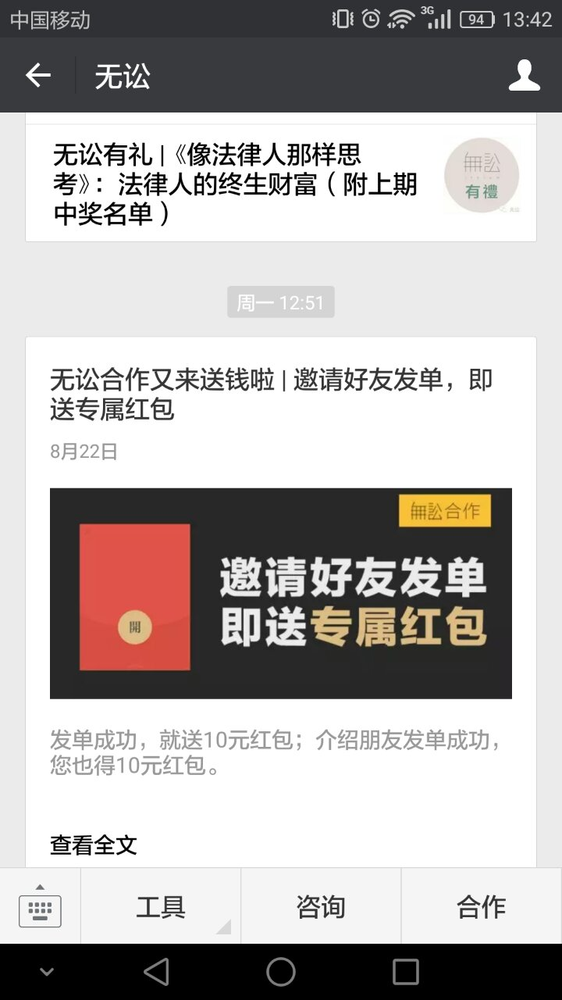 中国移动 3G 94 13:42
无讼
无讼有礼 |《像法律人那样思
考》：法律人的终生财富（附上期
中奖名单）
無訟
有禮
周一 12:51
无讼合作又来送钱啦 | 邀请好友发单，即
送专属红包
8月22日
無訟合作
開
邀请好友发单
即送专属红包
发单成功，就送10元红包；介绍朋友发单成功，
您也得10元红包。
查看全文
工具 咨询 合作